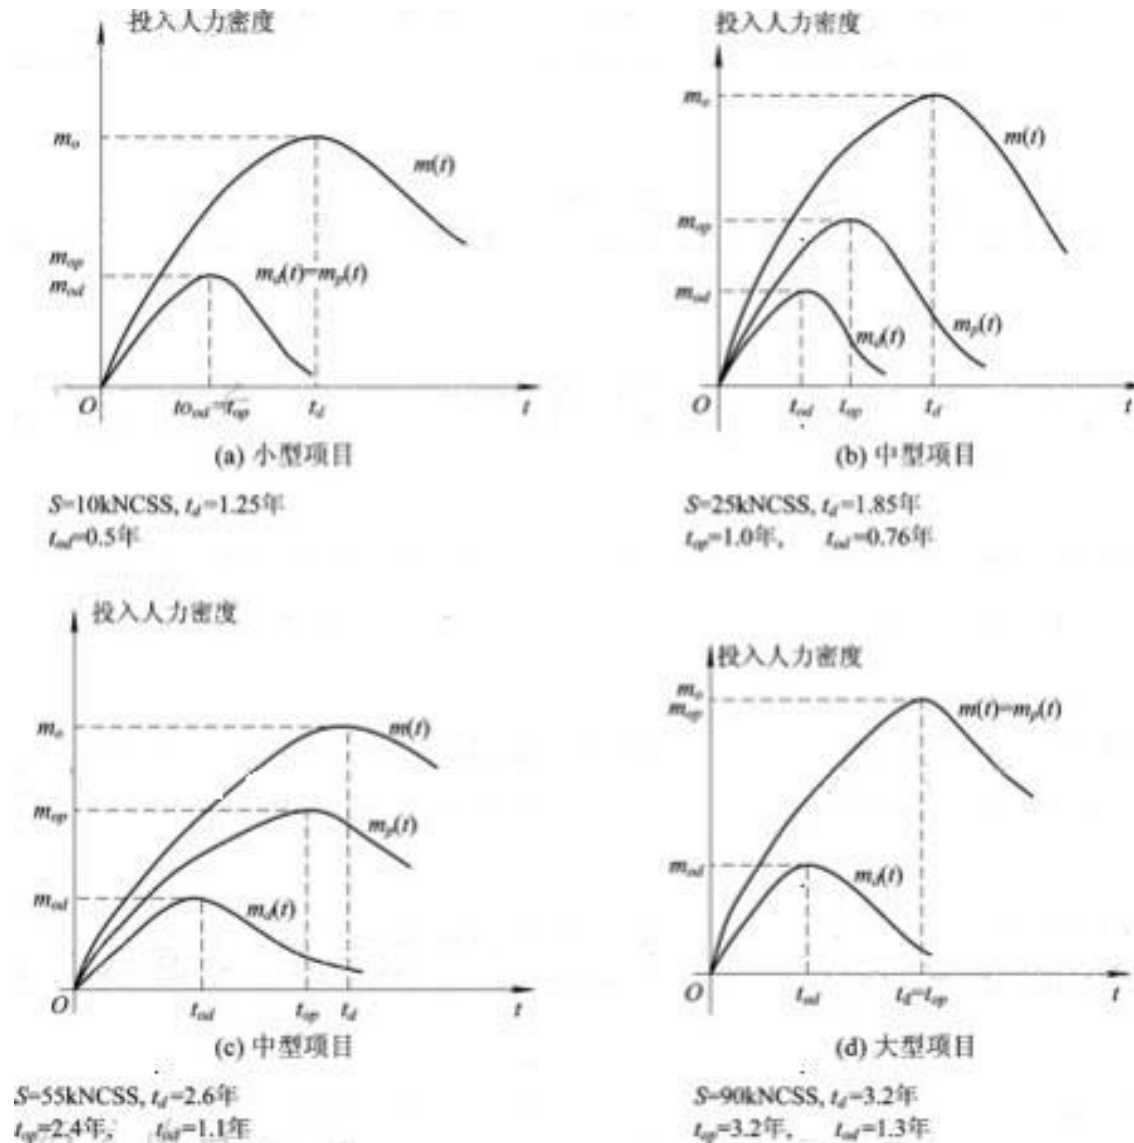 投入人力密度
m_o
m(t)
m_op
m_od
m_d(t)=m_p(t)
O
to_od=t_op
t_d
t
(a) 小型项目
S=10kNCSS, t_d=1.25年
t_od=0.5年
投入人力密度
m_o
m(t)
m_op
m_od
m_d(t)
m_p(t)
O
t_od
t_op
t_d
t
(b) 中型项目
S=25kNCSS, t_d=1.85年
t_op=1.0年, t_od=0.76年
投入人力密度
m_o
m(t)
m_op
m_p(t)
m_od
m_d(t)
O
t_od
t_op
t_d
t
(c) 中型项目
S=55kNCSS, t_d=2.6年
t_op=2.4年, t_od=1.1年
投入人力密度
m_o
m_op
m(t)=m_p(t)
m_od
m_d(t)
O
t_od
t_d=t_op
t
(d) 大型项目
S=90kNCSS, t_d=3.2年
t_op=3.2年, t_od=1.3年